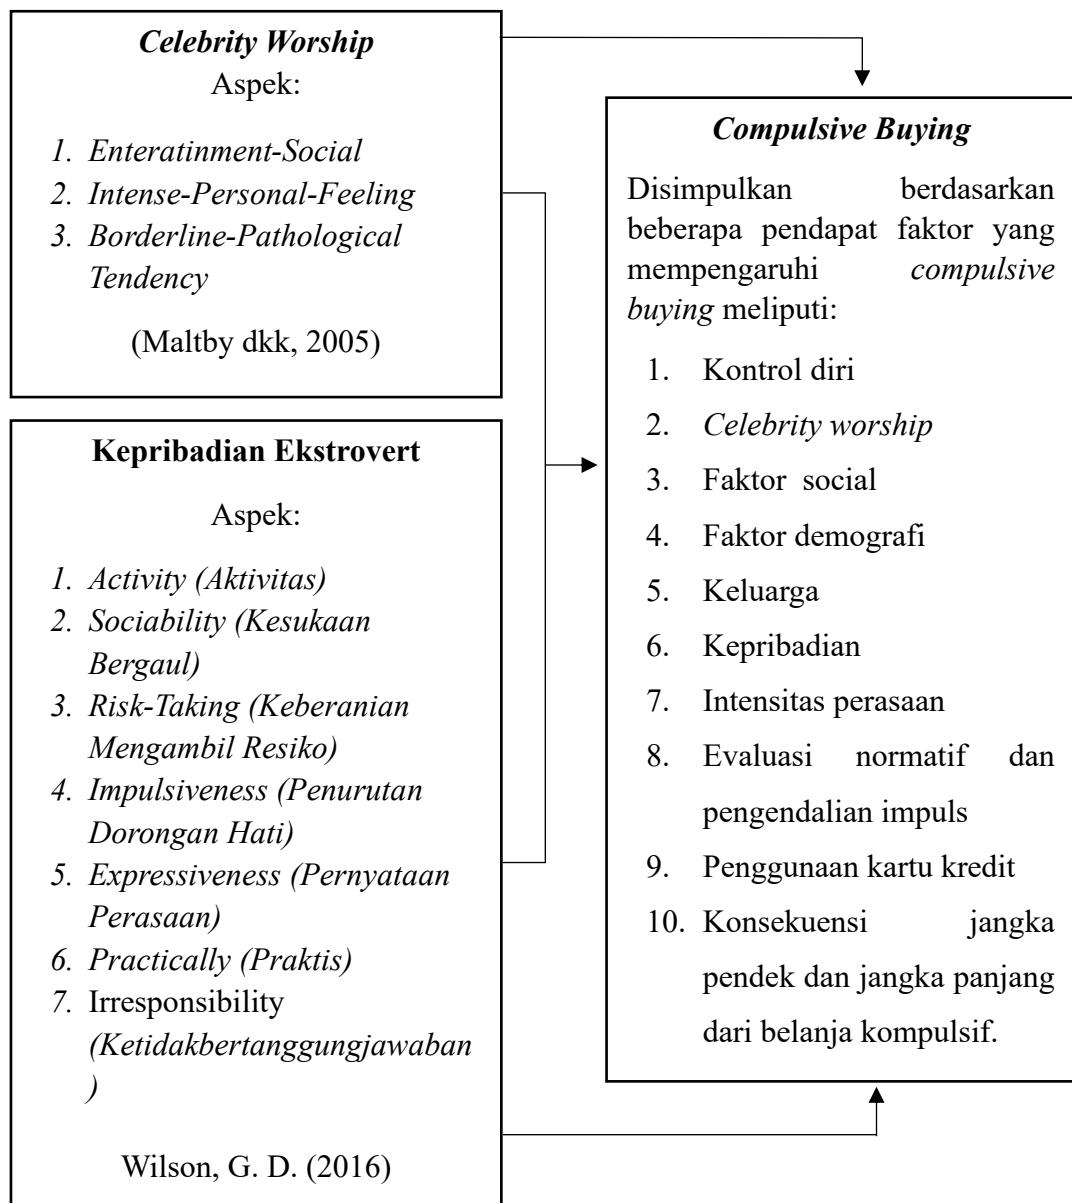 Celebrity Worship
Aspek:
1. Enteratinment-Social
2. Intense-Personal-Feeling
3. Borderline-Pathological
Tendency
(Maltby dkk, 2005)
Kepribadian Ekstrovert
Aspek:
1. Activity (Aktivitas)
2. Sociability (Kesukaan
Bergaul)
3. Risk-Taking (Keberanian
Mengambil Resiko)
4. Impulsiveness (Penurutan
Dorongan Hati)
5. Expressiveness (Pernyataan
Perasaan)
6. Practically (Praktis)
7. Irresponsibility
(Ketidakbertanggungjawaban
)
Wilson, G. D. (2016)
Compulsive Buying
Disimpulkan berdasarkan
beberapa pendapat faktor yang
mempengaruhi compulsive
buying meliputi:
1. Kontrol diri
2. Celebrity worship
3. Faktor social
4. Faktor demografi
5. Keluarga
6. Kepribadian
7. Intensitas perasaan
8. Evaluasi normatif dan
pengendalian impuls
9. Penggunaan kartu kredit
10. Konsekuensi jangka
pendek dan jangka panjang
dari belanja kompulsif.